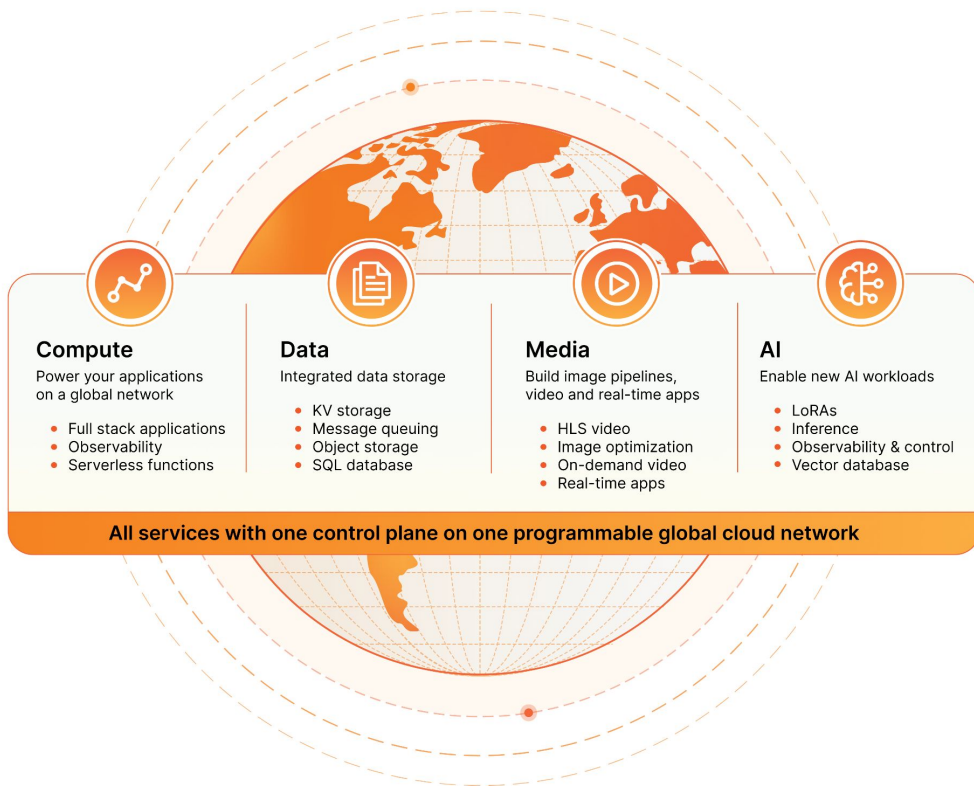 Compute
Power your applications
on a global network
Full stack applications
Observability
Serverless functions
Data
Integrated data storage
KV storage
Message queuing
Object storage
SQL database
Media
Build image pipelines,
video and real-time apps
HLS video
Image optimization
On-demand video
Real-time apps
AI
Enable new AI workloads
LoRAs
Inference
Observability & control
Vector database
All services with one control plane on one programmable global cloud network